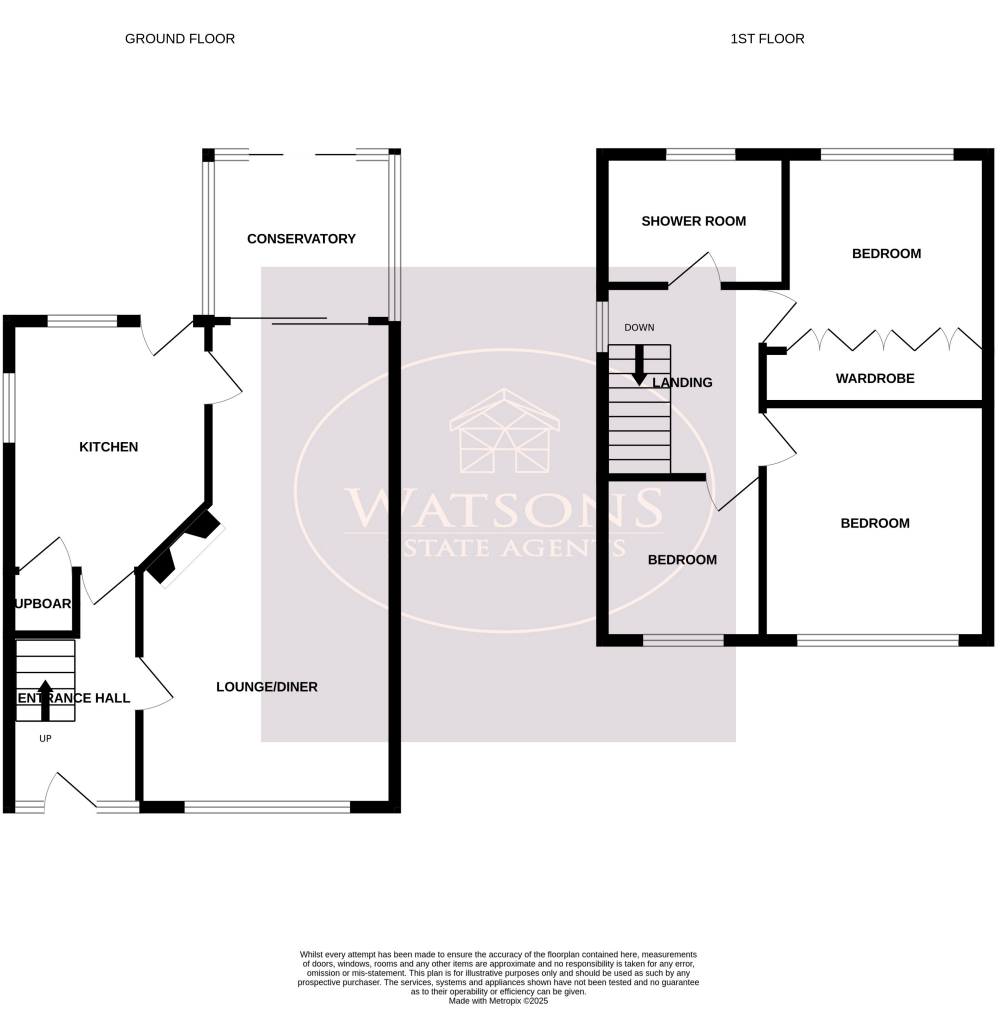 GROUND FLOOR
1ST FLOOR
CONSERVATORY
KITCHEN
UPBOAR
ENTRANCE HALL
UP
LOUNGE/DINER
SHOWER ROOM
BEDROOM
DOWN
LANDING
WARDROBE
BEDROOM
BEDROOM
WATSONS
ESTATE AGENTS
Whilst every attempt has been made to ensure the accuracy of the floorplan contained here, measurements
of doors, windows, rooms and any other items are approximate and no responsibility is taken for any error,
omission or mis-statement. This plan is for illustrative purposes only and should be used as such by any
prospective purchaser. The services, systems and appliances shown have not been tested and no guarantee
as to their operability or efficiency can be given.
Made with Metropix ©2025